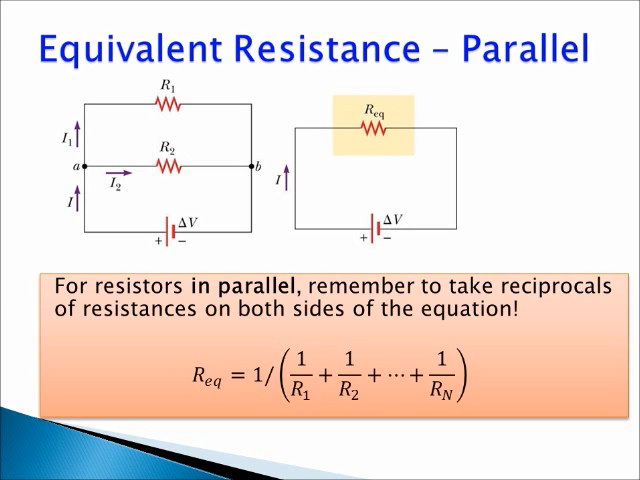 Equivalent Resistance – Parallel
R₁
I₁
R₂
a
b
I₂
I
ΔV
+ −
R_eq
I
ΔV
+ −
For resistors in parallel, remember to take reciprocals
of resistances on both sides of the equation!
R_eq = 1/(1/R₁ + 1/R₂ + ⋯ + 1/R_N)